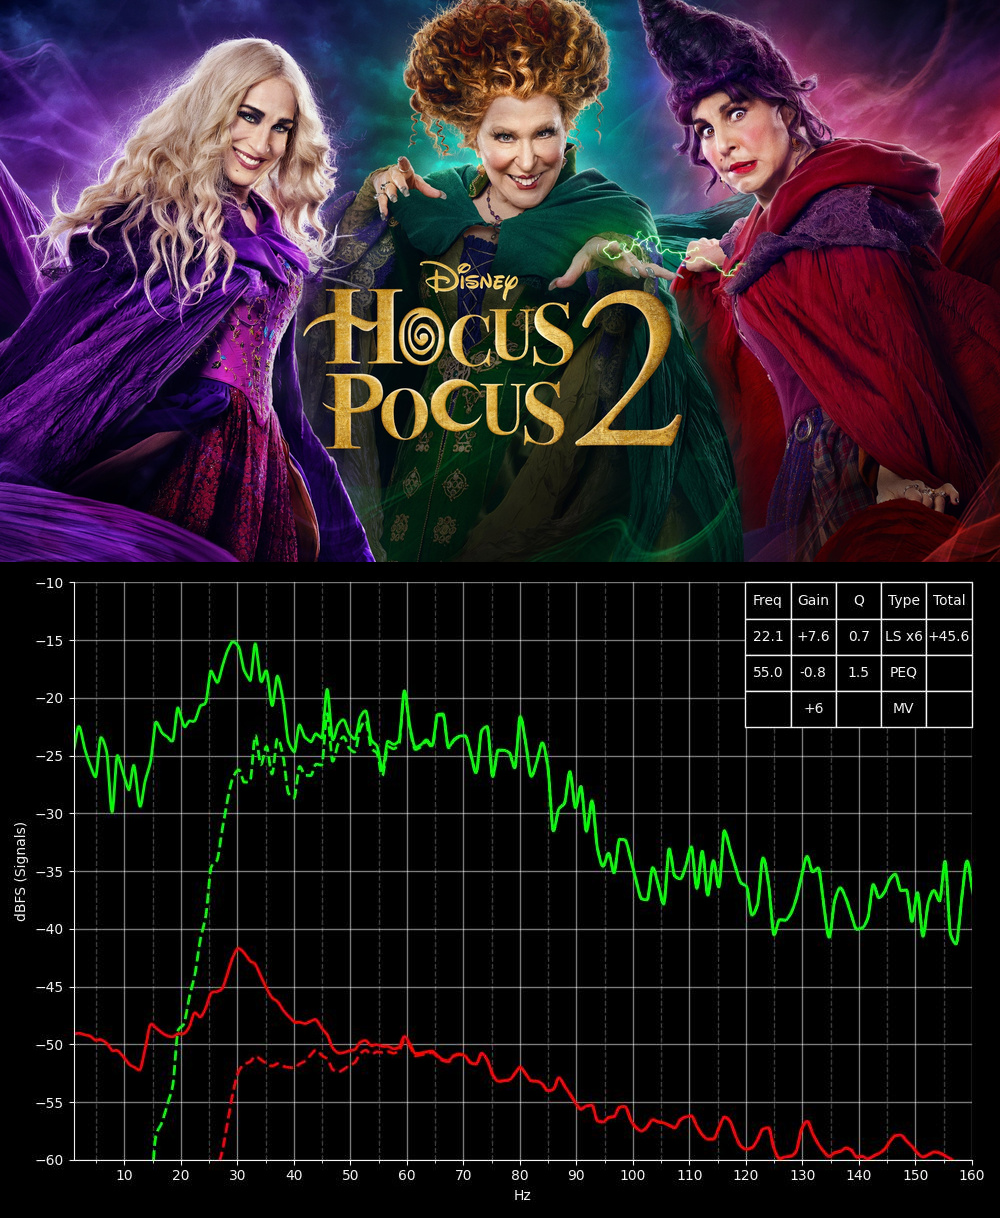 Disney
Hocus
Pocus 2
Freq Gain Q Type Total
22.1 +7.6 0.7 LS x6 +45.6
55.0 -0.8 1.5 PEQ
+6 MV
−10
−15
−20
−25
−30
−35
−40
−45
−50
−55
−60
dBFS (Signals)
10 20 30 40 50 60 70 80 90 100 110 120 130 140 150 160
Hz